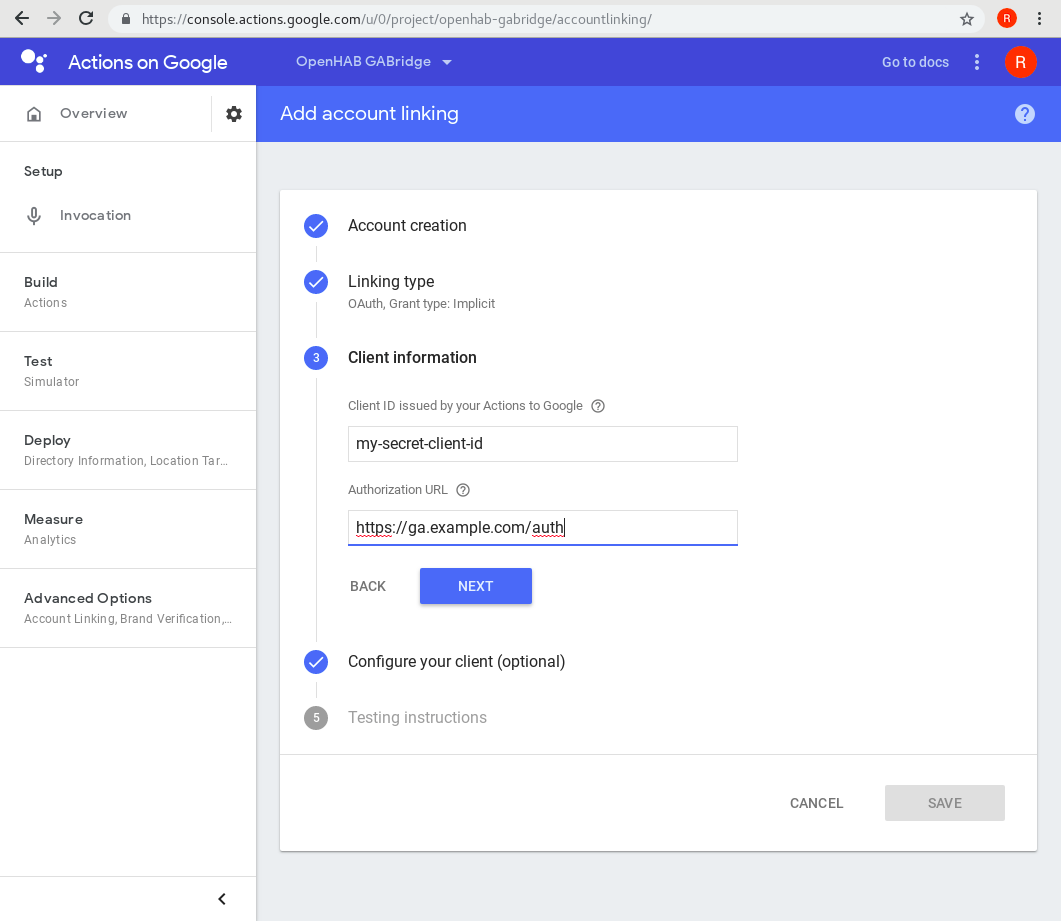 https://console.actions.google.com/u/0/project/openhab-gabridge/accountlinking/
R
Actions on Google
OpenHAB GABridge
Go to docs
R
Overview
Add account linking
?
Setup
Invocation
Build
Actions
Test
Simulator
Deploy
Directory Information, Location Tar...
Measure
Analytics
Advanced Options
Account Linking, Brand Verification,...
Account creation
Linking type
OAuth, Grant type: Implicit
3
Client information
Client ID issued by your Actions to Google ?
my-secret-client-id
Authorization URL ?
https://ga.example.com/auth
BACK
NEXT
Configure your client (optional)
5
Testing instructions
CANCEL
SAVE